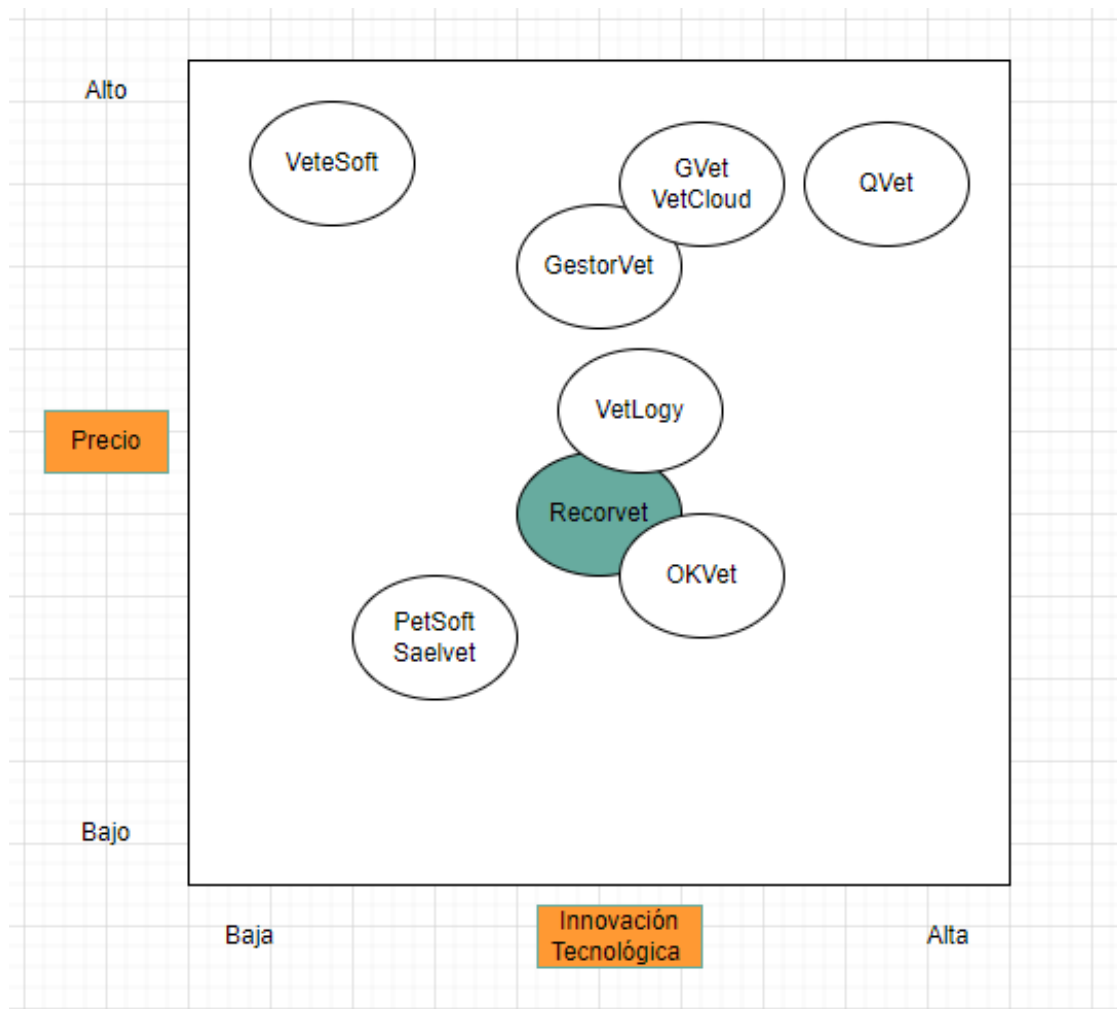 Alto
VeteSoft
GVet
VetCloud
QVet
GestorVet
VetLogy
Precio
Recorvet
OKVet
PetSoft
Saelvet
Bajo
Baja
Innovación
Tecnológica
Alta